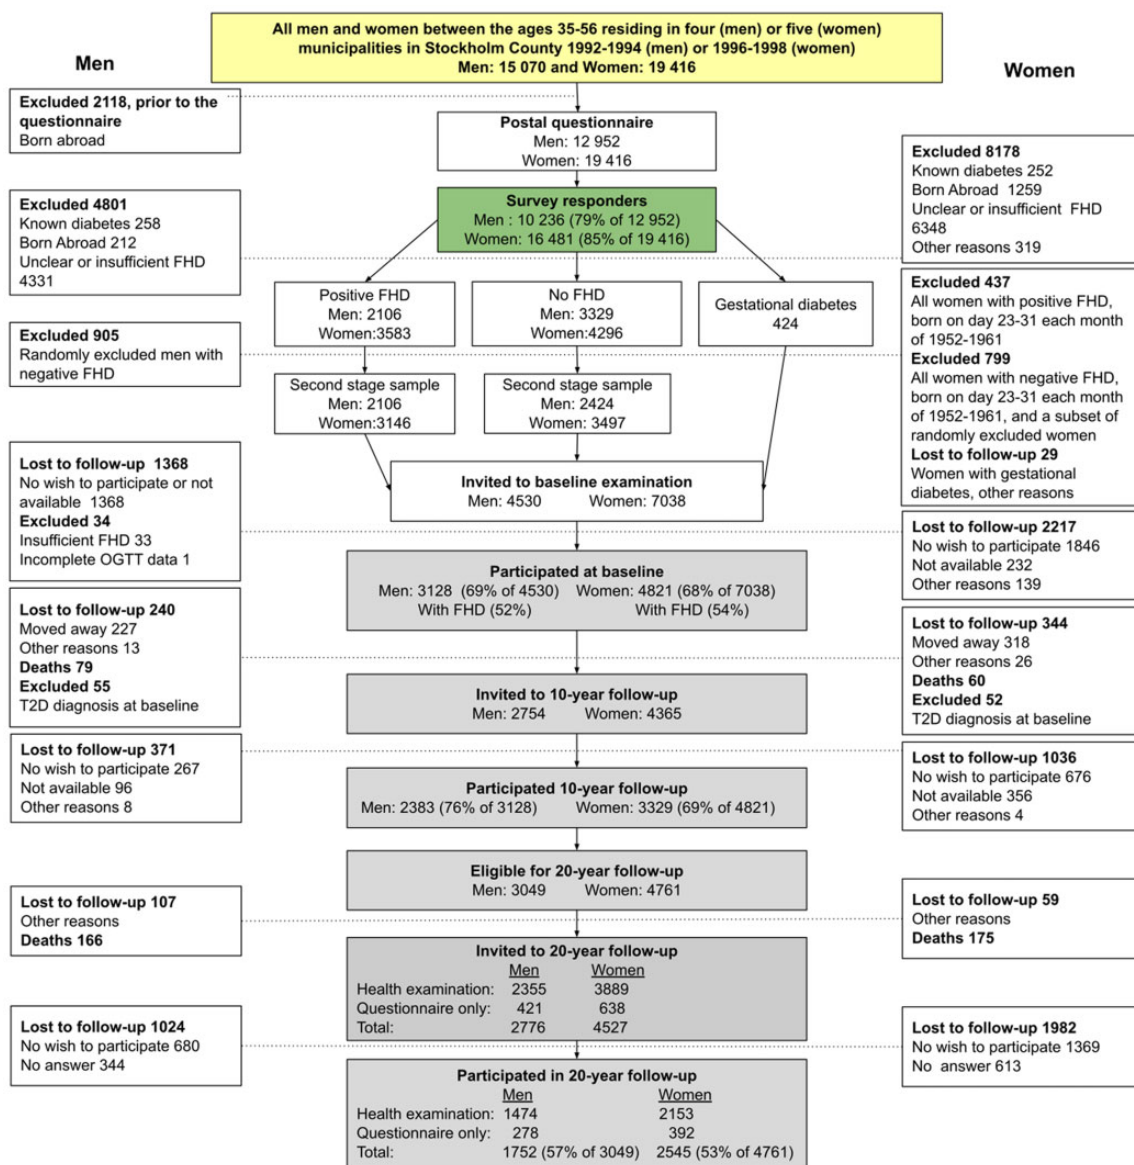 All men and women between the ages 35-56 residing in four (men) or five (women)
municipalities in Stockholm County 1992-1994 (men) or 1996-1998 (women)
Men: 15 070 and Women: 19 416
Men
Women
Excluded 2118, prior to the
questionnaire
Born abroad
Postal questionnaire
Men: 12 952
Women: 19 416
Excluded 8178
Known diabetes 252
Born Abroad 1259
Unclear or insufficient FHD
6348
Other reasons 319
Excluded 4801
Known diabetes 258
Born Abroad 212
Unclear or insufficient FHD
4331
Survey responders
Men : 10 236 (79% of 12 952)
Women: 16 481 (85% of 19 416)
Positive FHD
Men: 2106
Women:3583
No FHD
Men: 3329
Women:4296
Gestational diabetes
424
Excluded 437
All women with positive FHD,
born on day 23-31 each month
of 1952-1961
Excluded 799
All women with negative FHD,
born on day 23-31 each month
of 1952-1961, and a subset of
randomly excluded women
Lost to follow-up 29
Women with gestational
diabetes, other reasons
Excluded 905
Randomly excluded men with
negative FHD
Second stage sample
Men: 2106
Women:3146
Second stage sample
Men: 2424
Women: 3497
Lost to follow-up 1368
No wish to participate or not
available 1368
Excluded 34
Insufficient FHD 33
Incomplete OGTT data 1
Invited to baseline examination
Men: 4530 Women: 7038
Lost to follow-up 2217
No wish to participate 1846
Not available 232
Other reasons 139
Participated at baseline
Men: 3128 (69% of 4530) Women: 4821 (68% of 7038)
With FHD (52%) With FHD (54%)
Lost to follow-up 240
Moved away 227
Other reasons 13
Deaths 79
Excluded 55
T2D diagnosis at baseline
Lost to follow-up 344
Moved away 318
Other reasons 26
Deaths 60
Excluded 52
T2D diagnosis at baseline
Invited to 10-year follow-up
Men: 2754 Women: 4365
Lost to follow-up 371
No wish to participate 267
Not available 96
Other reasons 8
Lost to follow-up 1036
No wish to participate 676
Not available 356
Other reasons 4
Participated 10-year follow-up
Men: 2383 (76% of 3128) Women: 3329 (69% of 4821)
Eligible for 20-year follow-up
Men: 3049 Women: 4761
Lost to follow-up 107
Other reasons
Deaths 166
Lost to follow-up 59
Other reasons
Deaths 175
Invited to 20-year follow-up
Men Women
Health examination: 2355 3889
Questionnaire only: 421 638
Total: 2776 4527
Lost to follow-up 1024
No wish to participate 680
No answer 344
Lost to follow-up 1982
No wish to participate 1369
No answer 613
Participated in 20-year follow-up
Men Women
Health examination: 1474 2153
Questionnaire only: 278 392
Total: 1752 (57% of 3049) 2545 (53% of 4761)